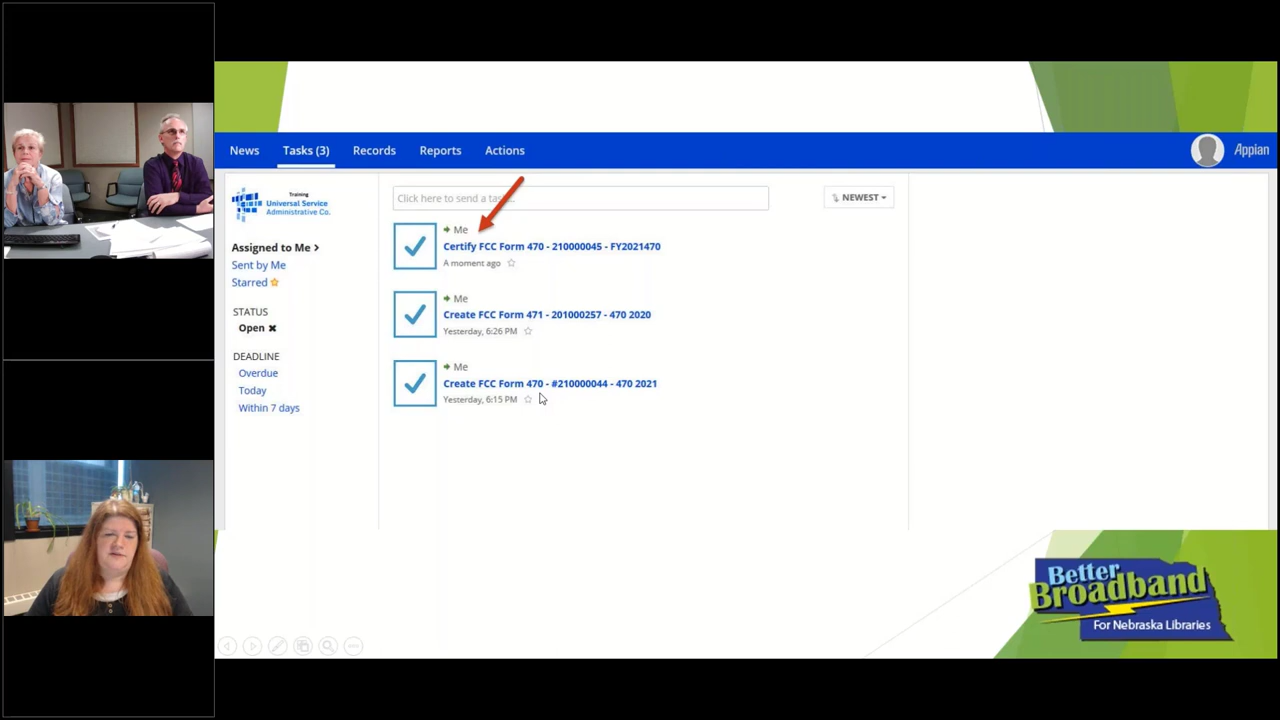 News Tasks (3) Records Reports Actions Appian
Training
Universal Service
Administrative Co.
Assigned to Me >
Sent by Me
Starred
STATUS
Open ✖
DEADLINE
Overdue
Today
Within 7 days
Click here to send a
NEWEST
Me
Certify FCC Form 470 - 210000045 - FY2021470
A moment ago
Me
Create FCC Form 471 - 201000257 - 470 2020
Yesterday, 6:26 PM
Me
Create FCC Form 470 - #210000044 - 470 2021
Yesterday, 6:15 PM
Better
Broadband
For Nebraska Libraries